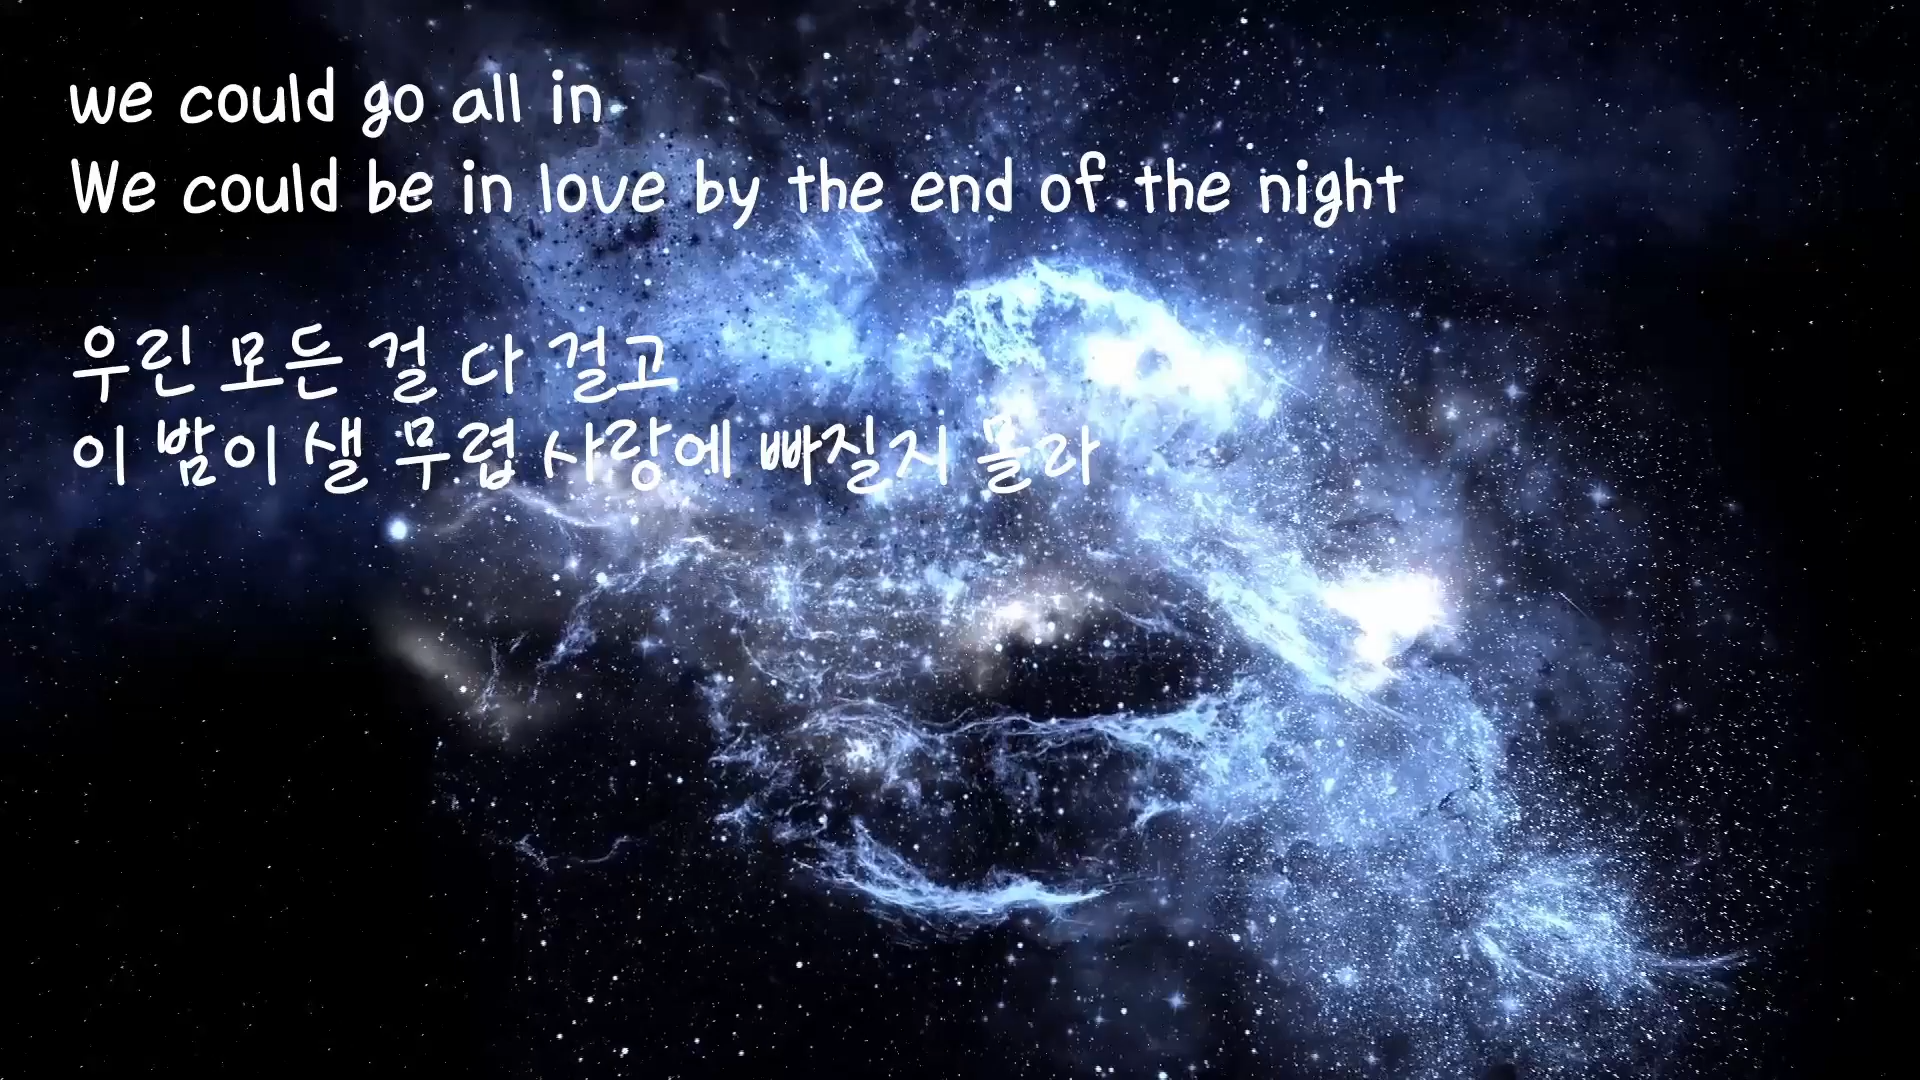 we could go all in
We could be in love by the end of the night
우린 모든 걸 다 걸고
이 밤이 샐 무렵 사랑에 빠질지 몰라